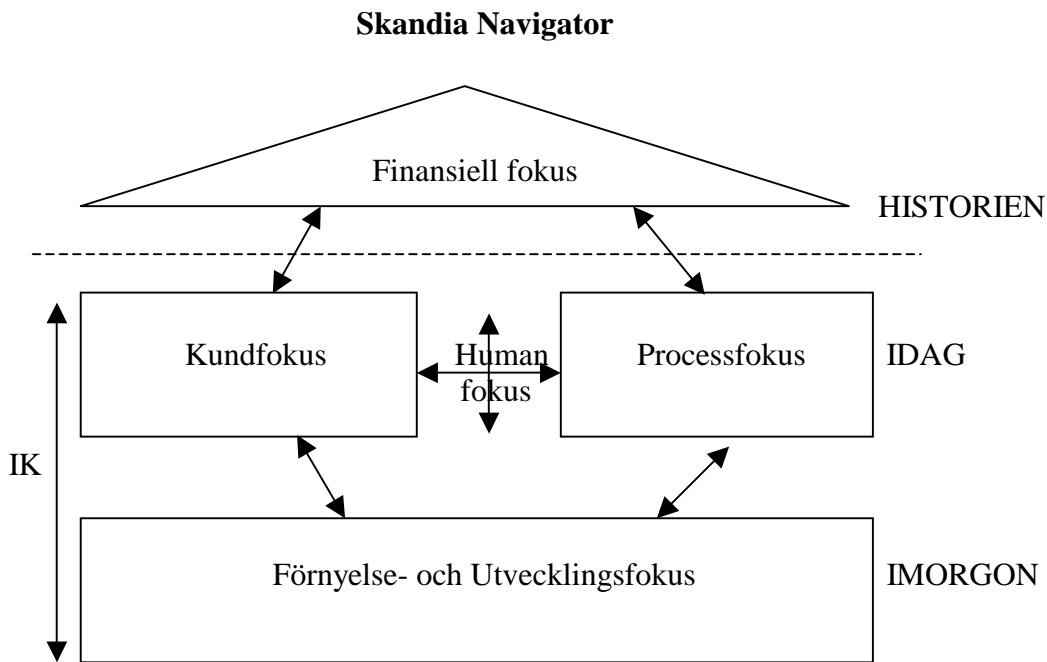 Skandia Navigator
Finansiell fokus
HISTORIEN
Kundfokus
Human
fokus
Processfokus
IDAG
IK
Förnyelse- och Utvecklingsfokus
IMORGON